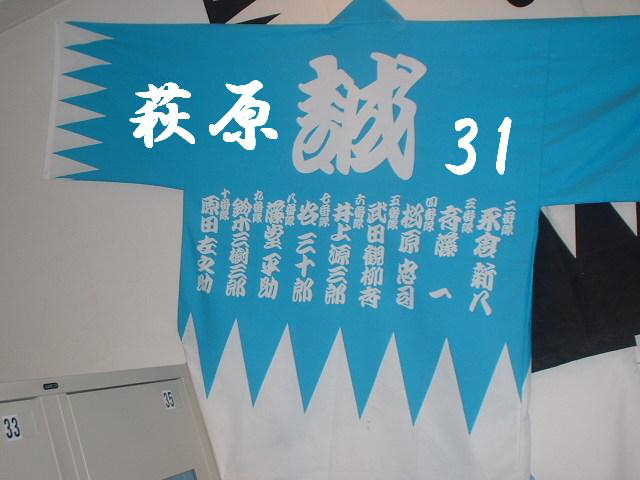 萩原
誠
31
二番隊 永倉新八
三番隊 斉藤一
四番隊 松原忠司
五番隊 武田観柳斉
六番隊 井上源三郎
七番隊 谷三十郎
八番隊 藤堂平助
九番隊 鈴木三樹三郎
十番隊 原田左之助
33
35